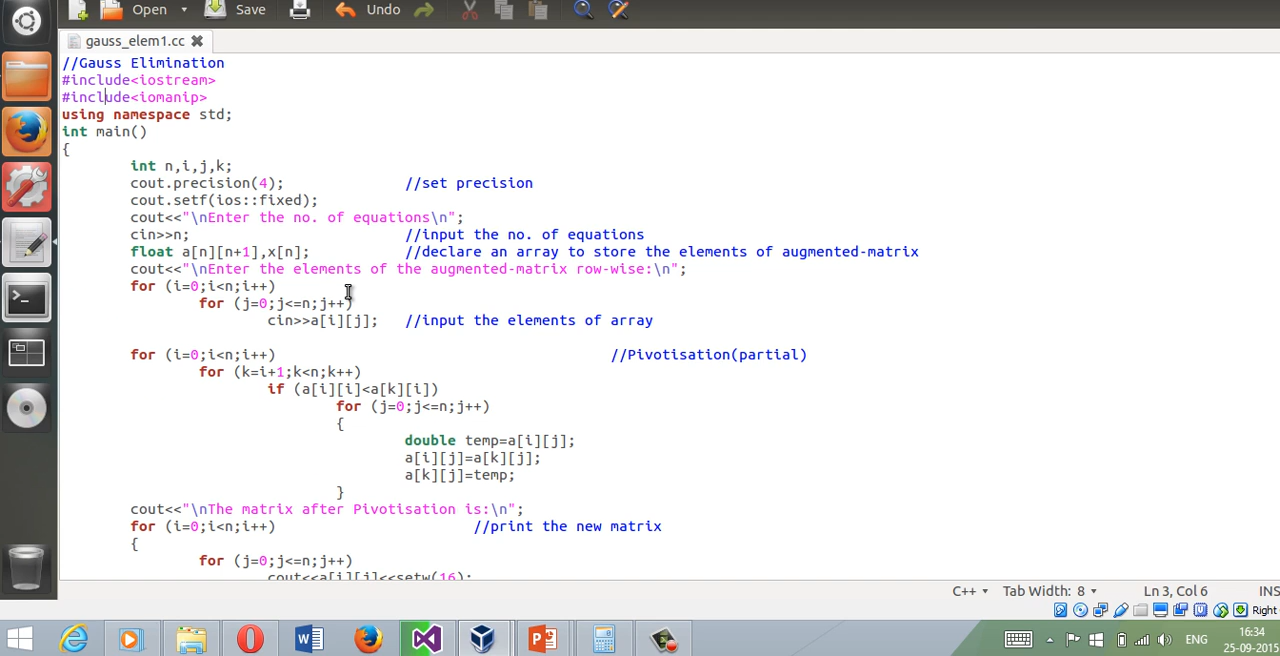 Open Save Undo
gauss_elem1.cc
//Gauss Elimination
#include<iostream>
#include<iomanip>
using namespace std;
int main()
{
int n,i,j,k;
cout.precision(4); //set precision
cout.setf(ios::fixed);
cout<<"\nEnter the no. of equations\n";
cin>>n; //input the no. of equations
float a[n][n+1],x[n]; //declare an array to store the elements of augmented-matrix
cout<<"\nEnter the elements of the augmented-matrix row-wise:\n";
for (i=0;i<n;i++)
for (j=0;j<=n;j++)
cin>>a[i][j]; //input the elements of array
for (i=0;i<n;i++) //Pivotisation(partial)
for (k=i+1;k<n;k++)
if (a[i][i]<a[k][i])
for (j=0;j<=n;j++)
{
double temp=a[i][j];
a[i][j]=a[k][j];
a[k][j]=temp;
}
cout<<"\nThe matrix after Pivotisation is:\n";
for (i=0;i<n;i++) //print the new matrix
{
for (j=0;j<=n;j++)
cout<<a[i][j]<<setw(16);
C++ Tab Width: 8 Ln 3, Col 6 INS
Right
ENG 16:34
25-09-2015